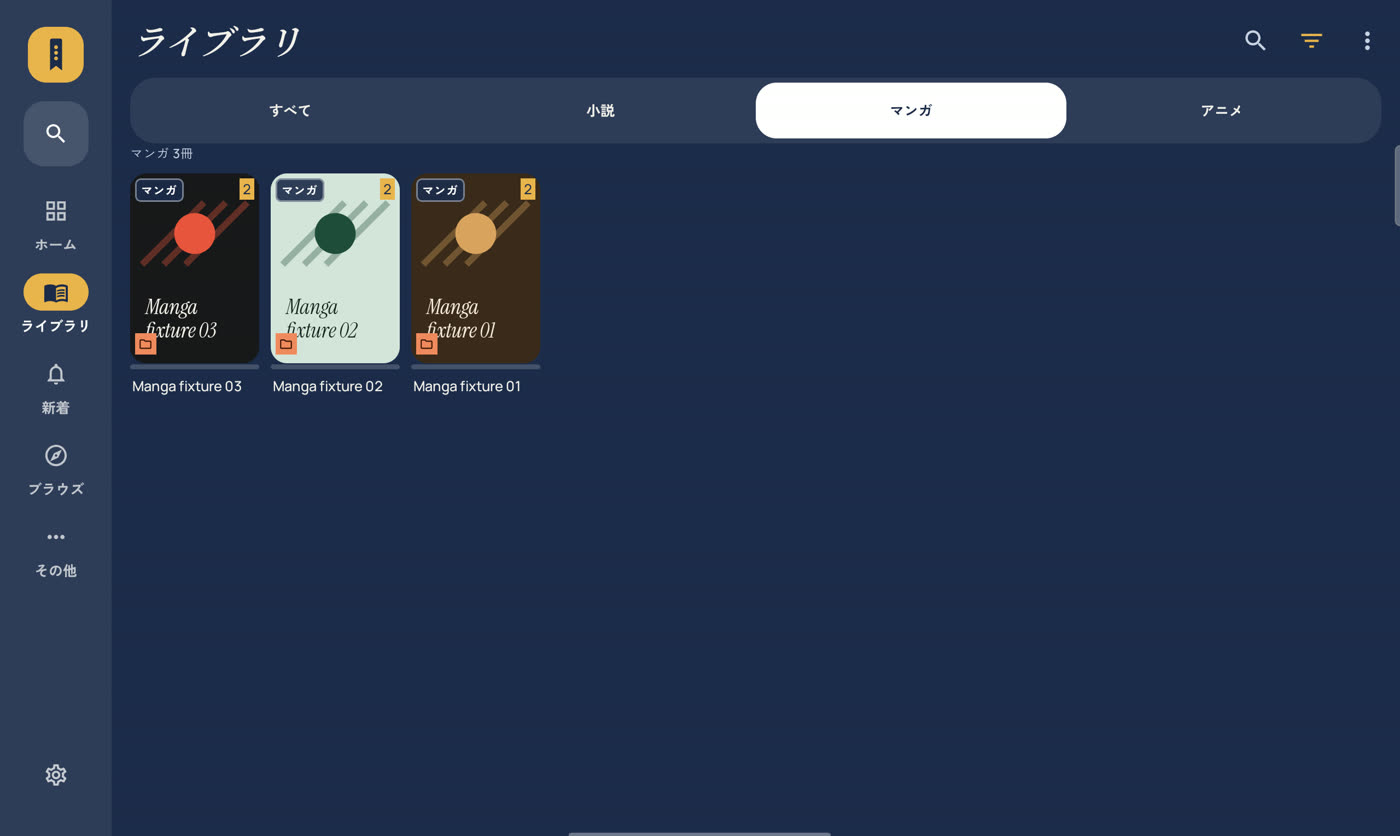 ライブラリ
すべて
小説
マンガ
アニメ
マンガ 3冊
ホーム
ライブラリ
新着
ブラウズ
その他
マンガ
2
Manga
fixture 03
Manga fixture 03
マンガ
2
Manga
fixture 02
Manga fixture 02
マンガ
2
Manga
fixture 01
Manga fixture 01